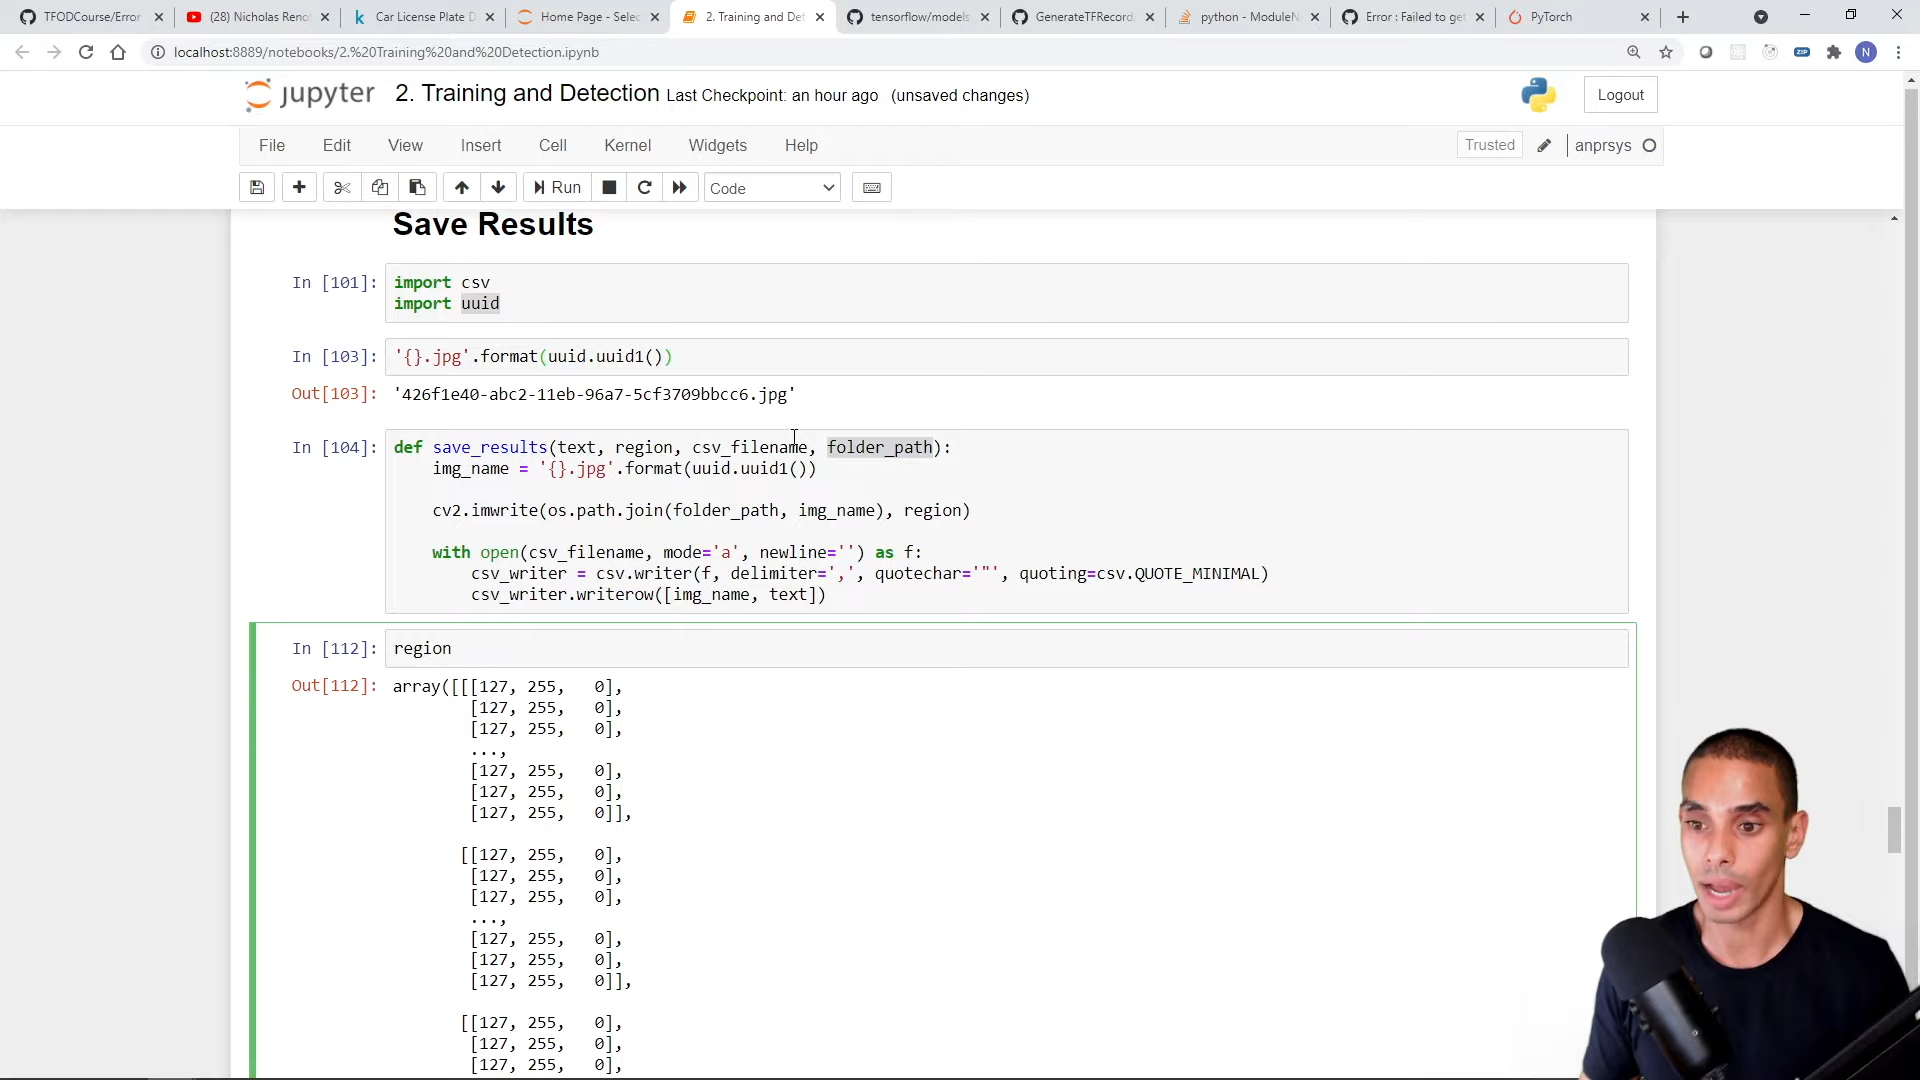 TFODCourse/Error
(28) Nicholas Reno
Car License Plate D
Home Page - Selec
2. Training and Det
tensorflow/models
GenerateTFRecord
python - ModuleN
Error : Failed to get
PyTorch
localhost:8889/notebooks/2.%20Training%20and%20Detection.ipynb
ZIP
N
jupyter
2. Training and Detection
Last Checkpoint: an hour ago (unsaved changes)
Logout
File Edit View Insert Cell Kernel Widgets Help
Trusted
anprsys
Run
Code
Save Results
In [101]: import csv
import uuid
In [103]: '{}.jpg'.format(uuid.uuid1())
Out[103]: '426f1e40-abc2-11eb-96a7-5cf3709bbcc6.jpg'
In [104]: def save_results(text, region, csv_filename, folder_path):
img_name = '{}.jpg'.format(uuid.uuid1())
cv2.imwrite(os.path.join(folder_path, img_name), region)
with open(csv_filename, mode='a', newline='') as f:
csv_writer = csv.writer(f, delimiter=',', quotechar='"', quoting=csv.QUOTE_MINIMAL)
csv_writer.writerow([img_name, text])
In [112]: region
Out[112]: array([[[127, 255, 0],
[127, 255, 0],
[127, 255, 0],
...,
[127, 255, 0],
[127, 255, 0],
[127, 255, 0]],
[[127, 255, 0],
[127, 255, 0],
[127, 255, 0],
...,
[127, 255, 0],
[127, 255, 0],
[127, 255, 0]],
[[127, 255, 0],
[127, 255, 0],
[127, 255, 0],